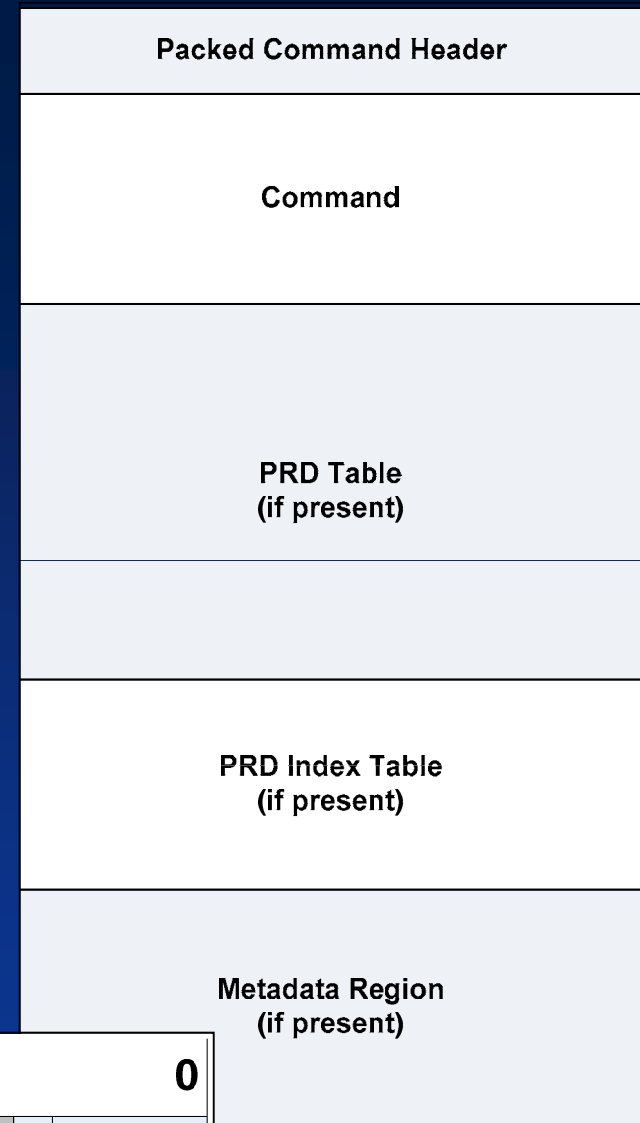 Packed Command Header
Command
PRD Table
(if present)
PRD Index Table
(if present)
Metadata Region
(if present)
0